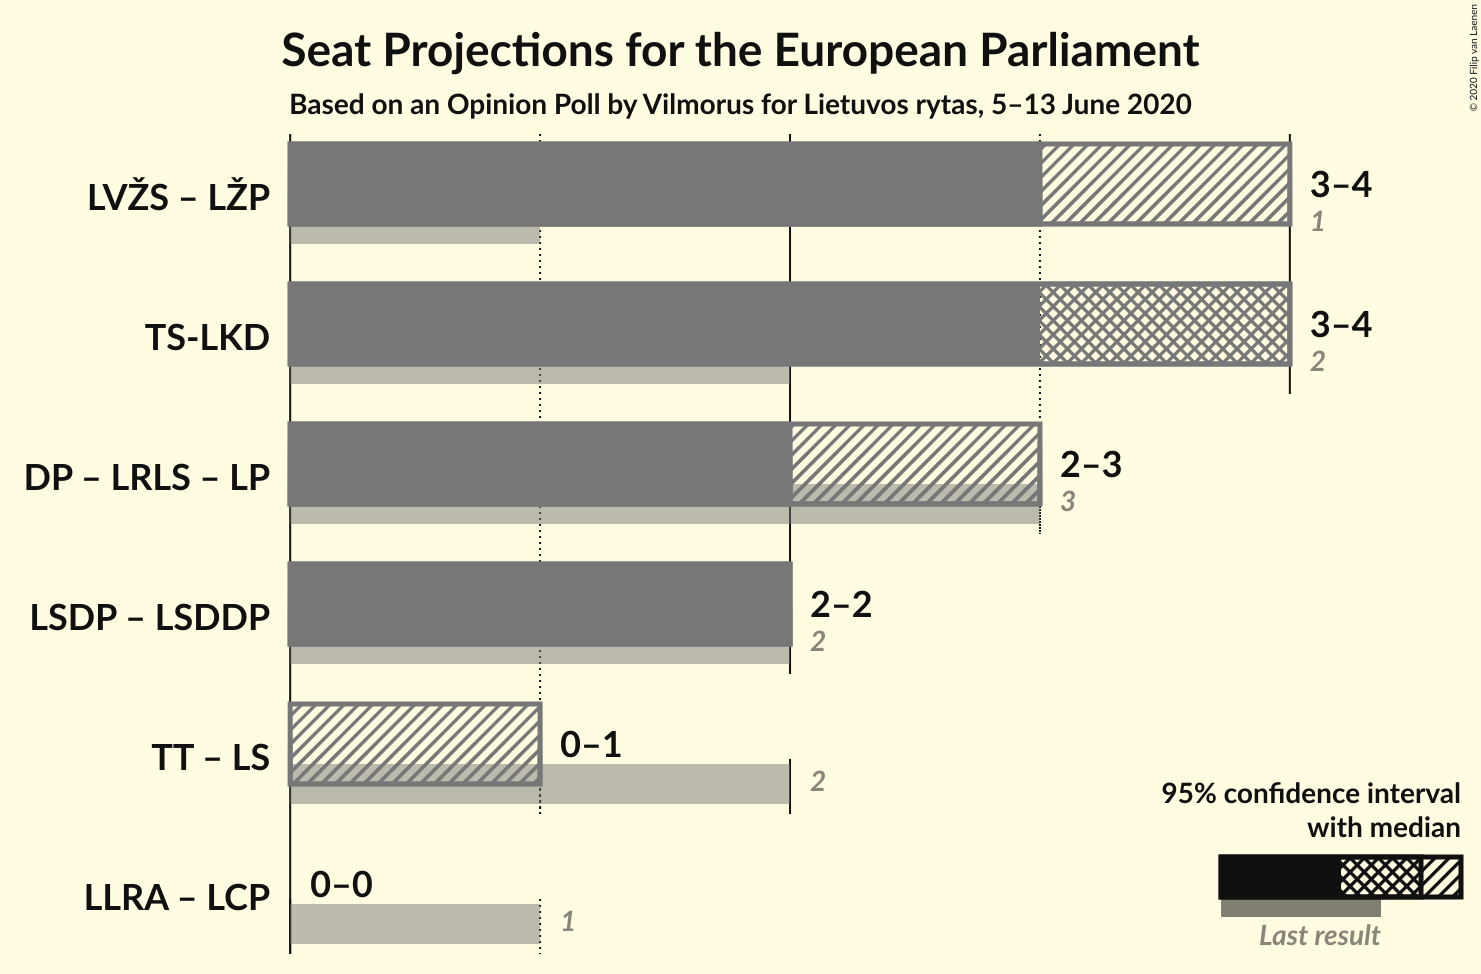 Seat Projections for the European Parliament
Based on an Opinion Poll by Vilmorus for Lietuvos rytas, 5–13 June 2020
© 2020 Filip van Laenen
LVŽS – LŽP
3–4
1
TS-LKD
3–4
2
DP – LRLS – LP
2–3
3
LSDP – LSDDP
2–2
2
TT – LS
0–1
2
LLRA – LCP
0–0
1
95% confidence interval
with median
Last result